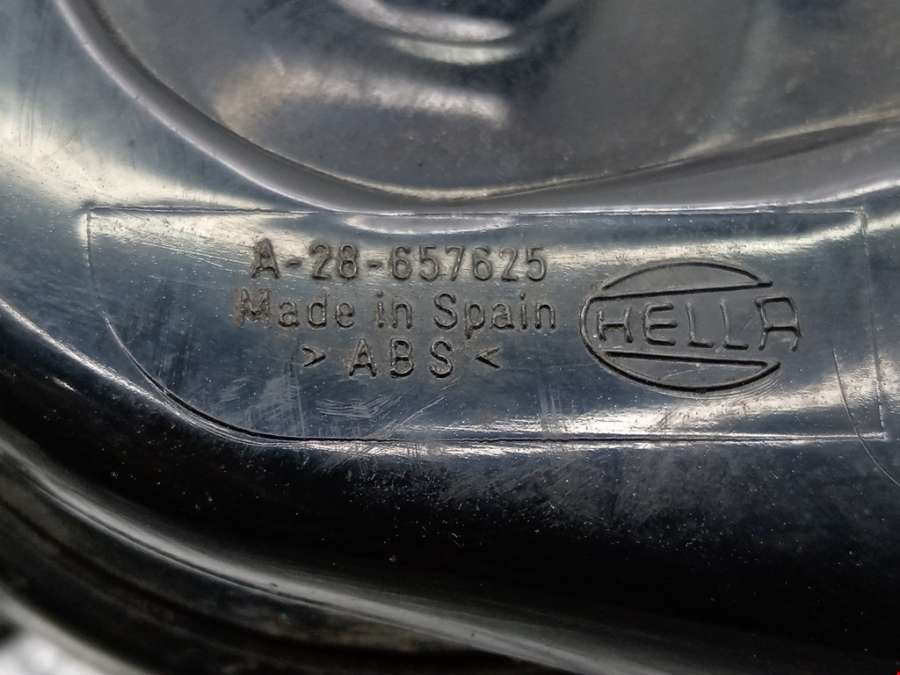 A-28-657625
Made in Spain
> ABS <
HELLA